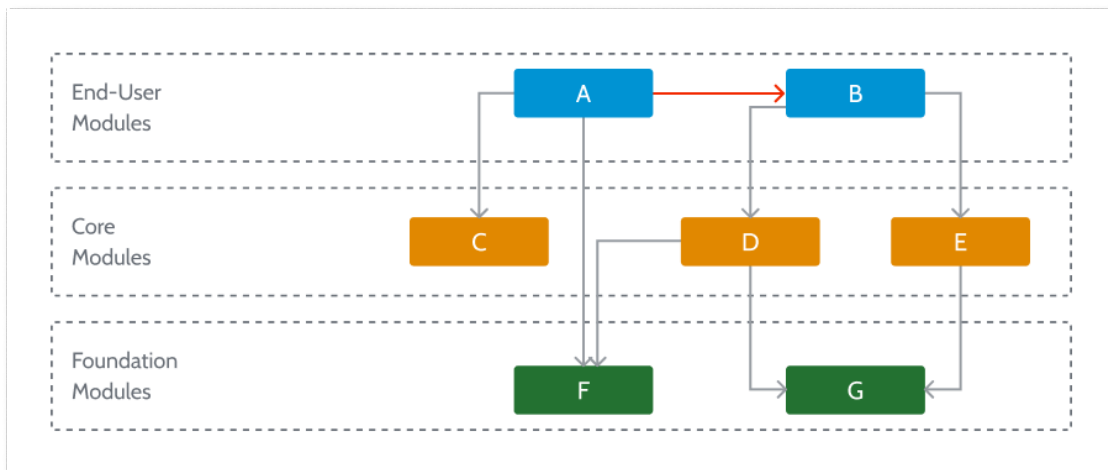 End-User
Modules
A
B
Core
Modules
C
D
E
Foundation
Modules
F
G